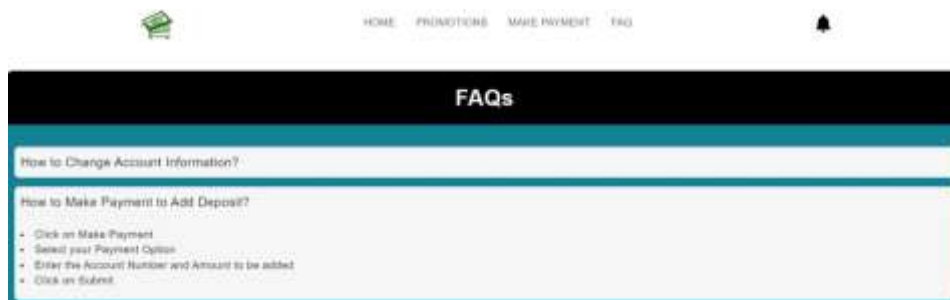 HOME PROMOTIONS MAKE PAYMENT FAQ
FAQs
How to Change Account Information?
How to Make Payment to Add Deposit?
• Click on Make Payment
• Select your Payment Option
• Enter the Account Number and Amount to be added
• Click on Submit